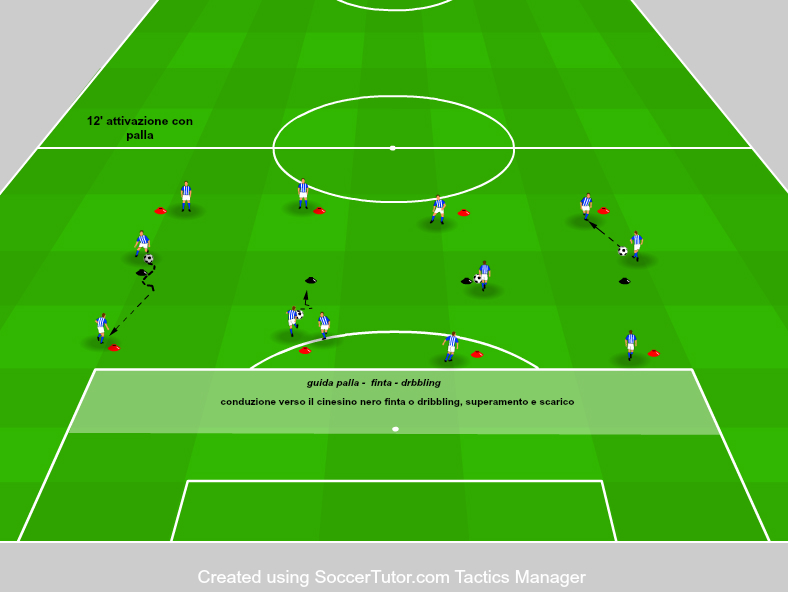 12' attivazione con
palla
guida palla - finta - drbbling
conduzione verso il cinesino nero finta o dribbling, superamento e scarico
Created using SoccerTutor.com Tactics Manager